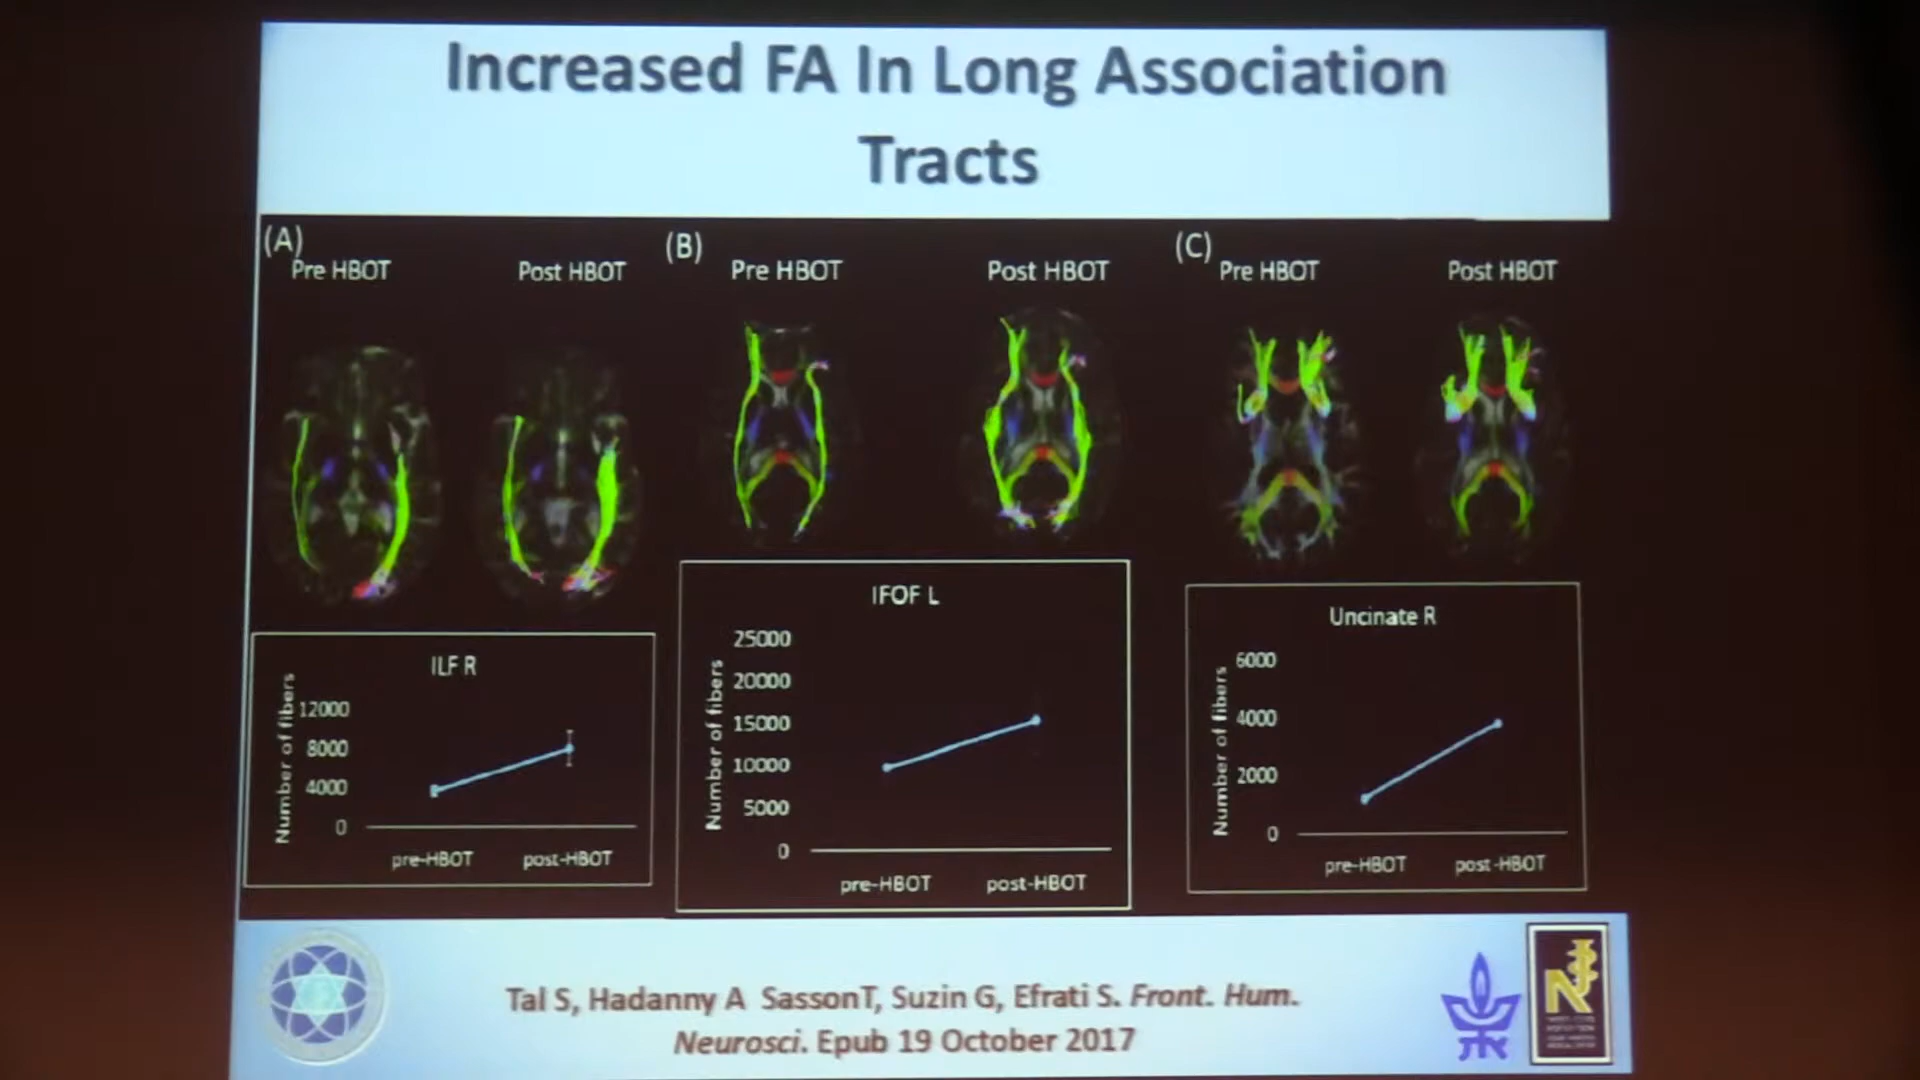 Increased FA In Long Association
Tracts
(A)
Pre HBOT
Post HBOT
(B)
Pre HBOT
Post HBOT
(C)
Pre HBOT
Post HBOT
ILF R
Number of fibers
12000
8000
4000
0
pre-HBOT
post-HBOT
IFOF L
Number of fibers
25000
20000
15000
10000
5000
0
pre-HBOT
post-HBOT
Uncinate R
Number of fibers
6000
4000
2000
0
pre-HBOT
post-HBOT
Tal S, Hadanny A SassonT, Suzin G, Efrati S. Front. Hum.
Neurosci. Epub 19 October 2017